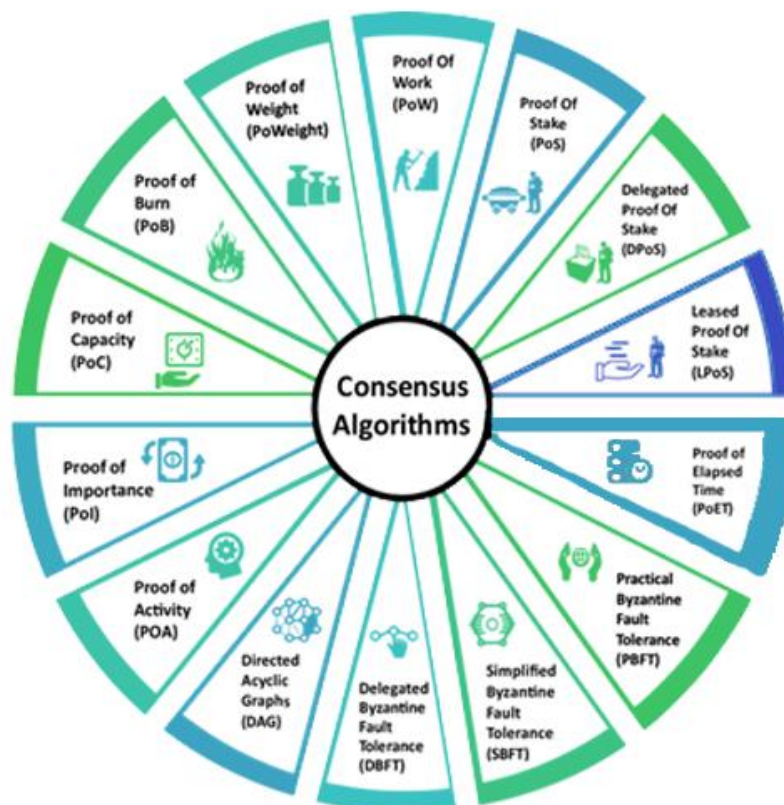 Consensus
Algorithms
Proof Of
Work
(PoW)
Proof Of
Stake
(PoS)
Delegated
Proof Of
Stake
(DPoS)
Leased
Proof Of
Stake
(LPoS)
Proof of
Elapsed
Time
(PoET)
Practical
Byzantine
Fault
Tolerance
(PBFT)
Simplified
Byzantine
Fault
Tolerance
(SBFT)
Delegated
Byzantine
Fault
Tolerance
(DBFT)
Directed
Acyclic
Graphs
(DAG)
Proof of
Activity
(POA)
Proof of
Importance
(PoI)
Proof of
Capacity
(PoC)
Proof of
Burn
(PoB)
Proof of
Weight
(PoWeight)